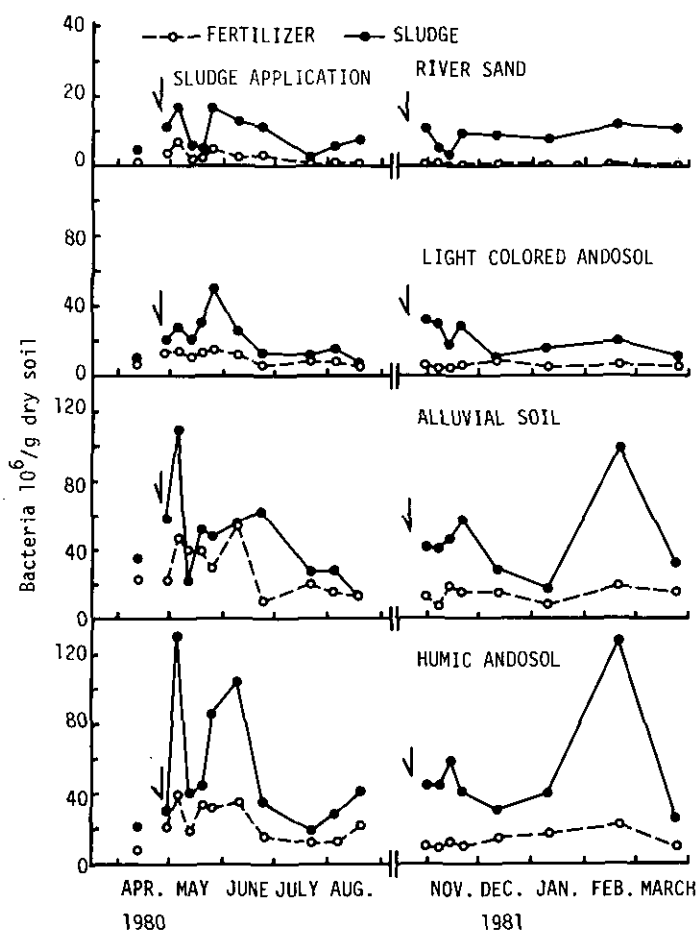 FERTILIZER SLUDGE
SLUDGE APPLICATION
RIVER SAND
40
20
0
LIGHT COLORED ANDOSOL
80
40
0
ALLUVIAL SOIL
120
80
40
0
HUMIC ANDOSOL
120
80
40
0
Bacteria 10⁶/g dry soil
APR. MAY JUNE JULY AUG. NOV. DEC. JAN. FEB. MARCH
1980 1981